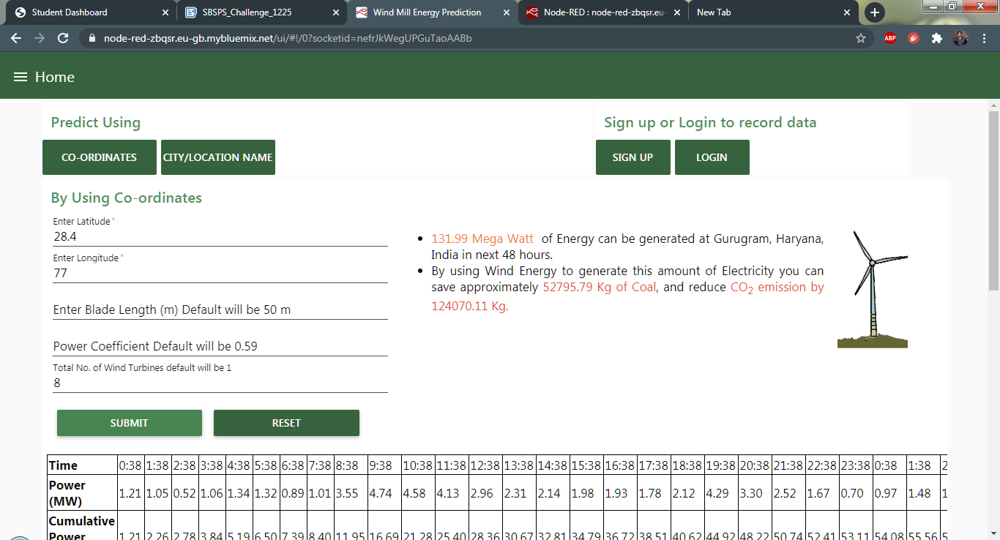 Student Dashboard
SBSPS_Challenge_1225
Wind Mill Energy Prediction
Node-RED : node-red-zbqsr.eu-
New Tab
node-red-zbqsr.eu-gb.mybluemix.net/ui/#!/0?socketid=nefrJkWegUPGuTaoAABb
ABP
Home
Predict Using
Sign up or Login to record data
CO-ORDINATES
CITY/LOCATION NAME
SIGN UP
LOGIN
By Using Co-ordinates
Enter Latitude *
28.4
Enter Longitude *
77
Enter Blade Length (m) Default will be 50 m
Power Coefficient Default will be 0.59
Total No. of Wind Turbines default will be 1
8
SUBMIT
RESET
• 131.99 Mega Watt of Energy can be generated at Gurugram, Haryana,
India in next 48 hours.
• By using Wind Energy to generate this amount of Electricity you can
save approximately 52795.79 Kg of Coal, and reduce CO2 emission by
124070.11 Kg.
Time 0:38 1:38 2:38 3:38 4:38 5:38 6:38 7:38 8:38 9:38 10:38 11:38 12:38 13:38 14:38 15:38 16:38 17:38 18:38 19:38 20:38 21:38 22:38 23:38 0:38 1:38 2
Power
(MW) 1.21 1.05 0.52 1.06 1.34 1.32 0.89 1.01 3.55 4.74 4.58 4.13 2.96 2.31 2.14 1.98 1.93 1.78 2.12 4.29 3.30 2.52 1.67 0.70 0.97 1.48 1
Cumulative
Power 1.21 2.26 2.78 3.84 5.19 6.50 7.39 8.40 11.95 16.69 21.28 25.40 28.36 30.67 32.81 34.79 36.72 38.51 40.62 44.92 48.22 50.74 52.41 53.11 54.08 55.56 5